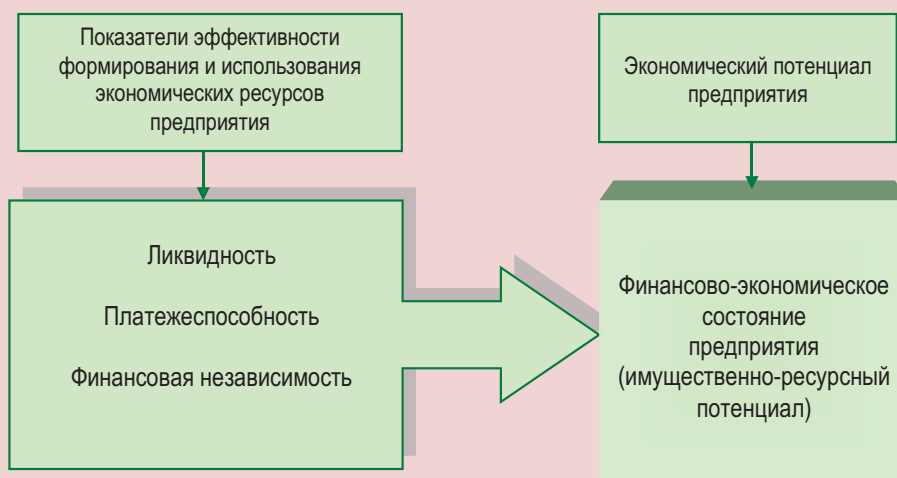 Показатели эффективности
формирования и использования
экономических ресурсов
предприятия
Экономический потенциал
предприятия
Ликвидность
Платежеспособность
Финансовая независимость
Финансово-экономическое
состояние
предприятия
(имущественно-ресурсный
потенциал)